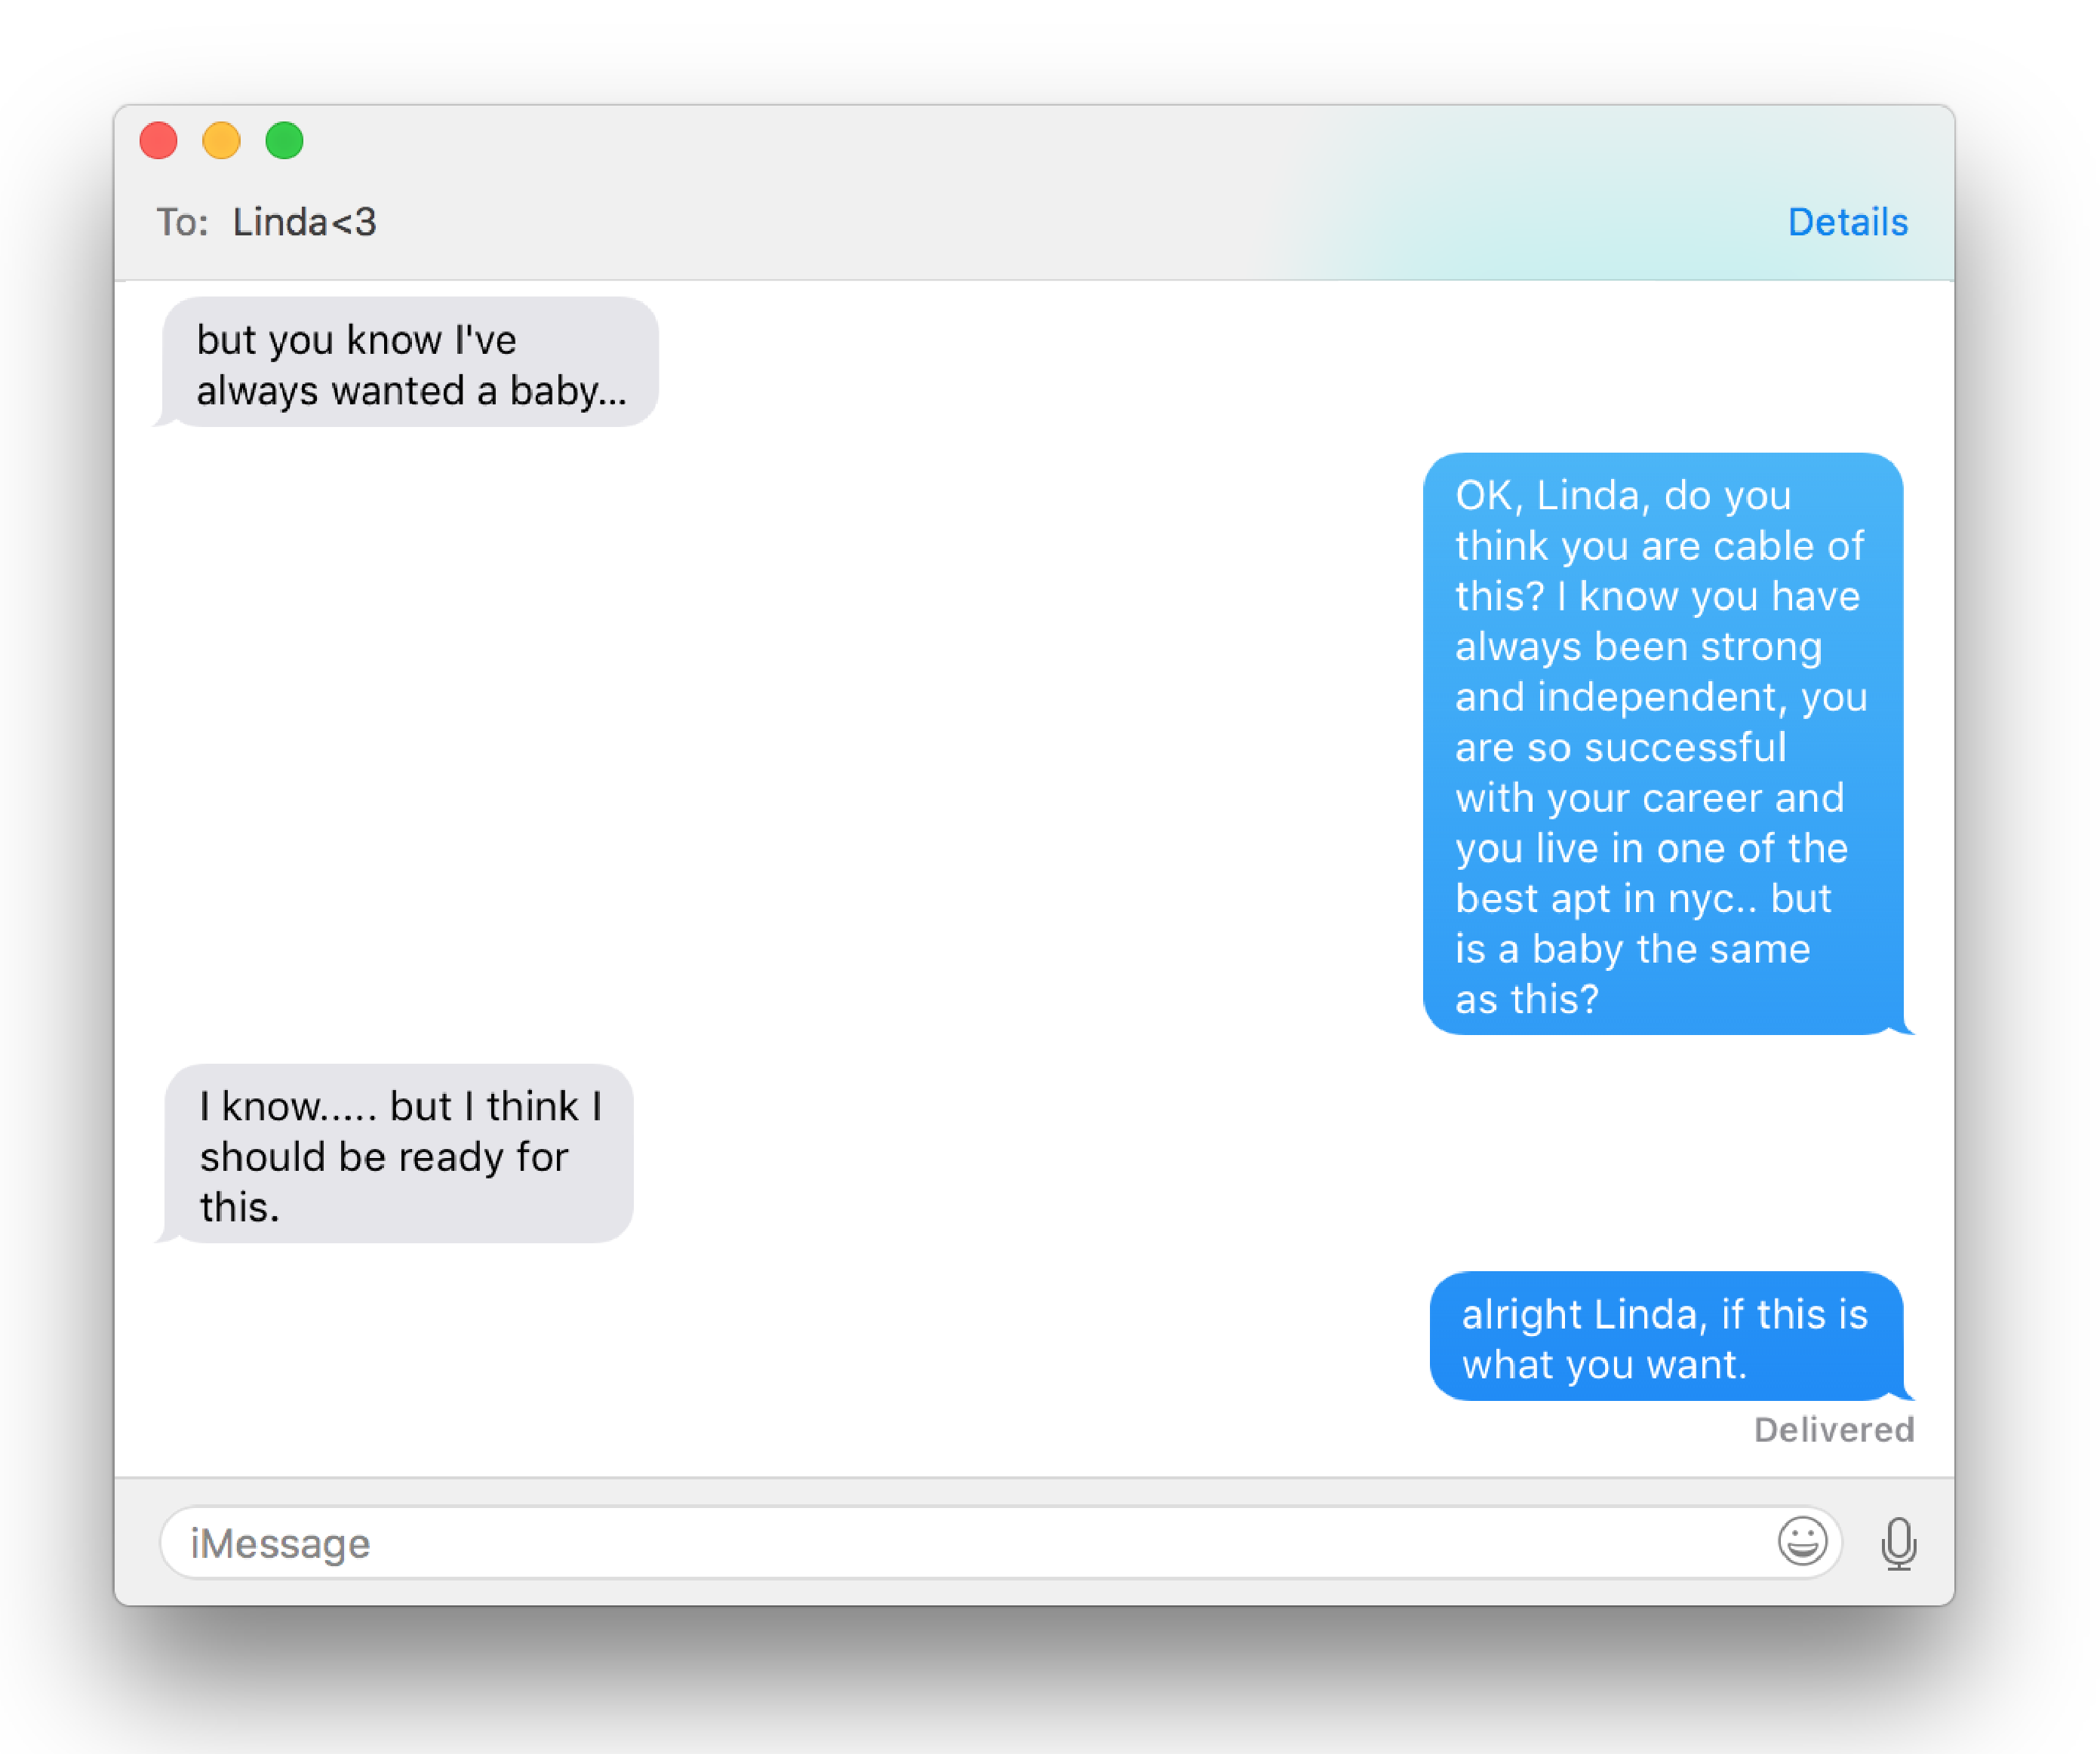 To: Linda<3
Details
but you know I've
always wanted a baby...
OK, Linda, do you
think you are cable of
this? I know you have
always been strong
and independent, you
are so successful
with your career and
you live in one of the
best apt in nyc.. but
is a baby the same
as this?
I know..... but I think I
should be ready for
this.
alright Linda, if this is
what you want.
Delivered
iMessage